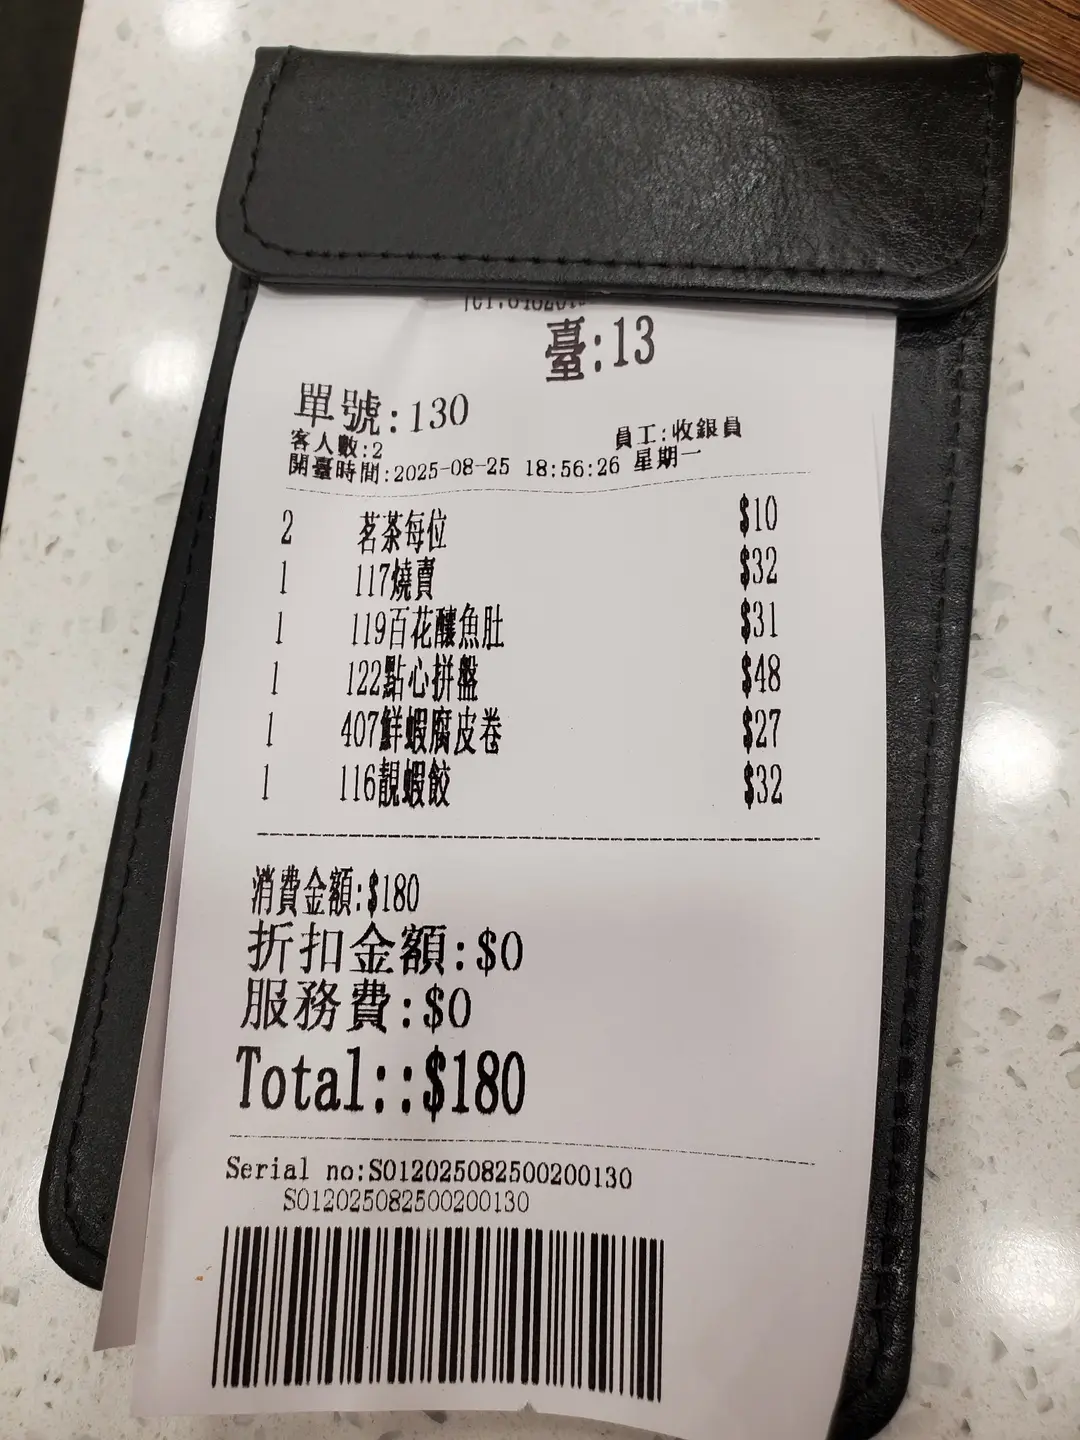 臺:13
單號:130
客人數:2 員工:收銀員
開臺時間:2025-08-25 18:56:26 星期一
2 茗茶每位 $10
1 117燒賣 $32
1 119百花釀魚肚 $31
1 122點心拼盤 $48
1 407鮮蝦腐皮卷 $27
1 116靚蝦餃 $32
消費金額:$180
折扣金額:$0
服務費:$0
Total::$180
Serial no:S012025082500200130
S012025082500200130